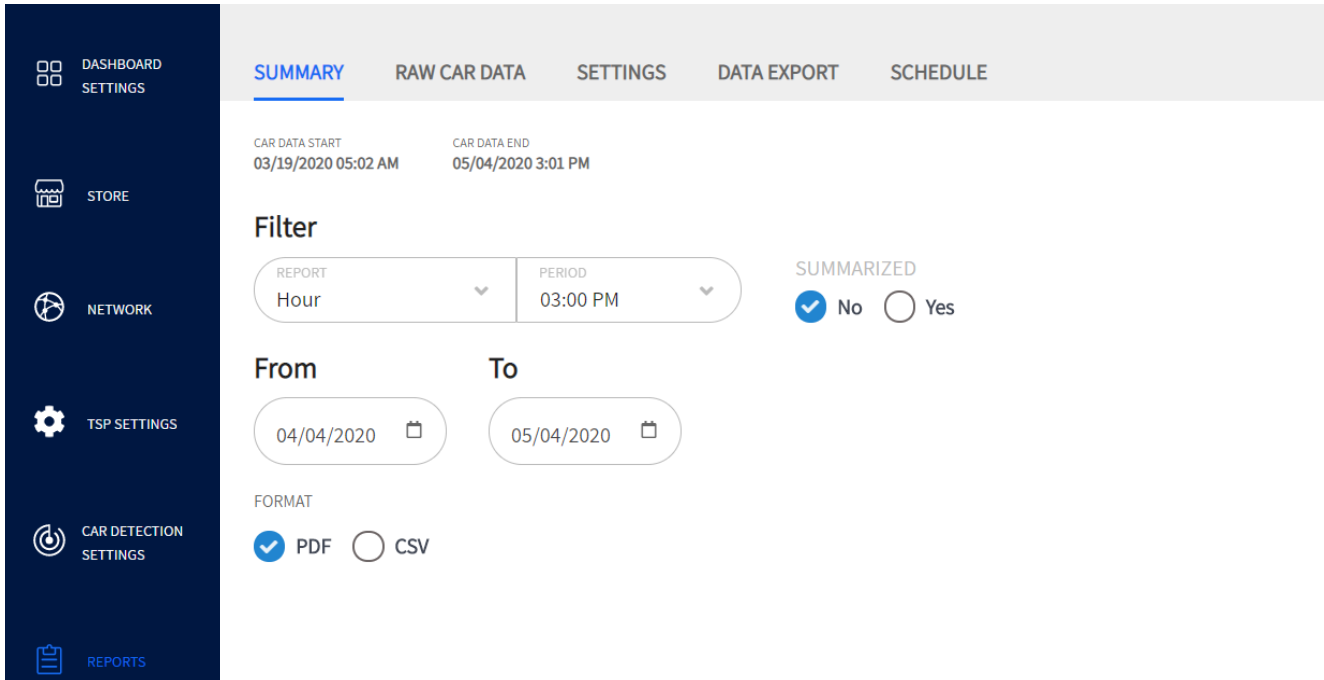 DASHBOARD
SETTINGS
STORE
NETWORK
TSP SETTINGS
CAR DETECTION
SETTINGS
REPORTS
SUMMARY RAW CAR DATA SETTINGS DATA EXPORT SCHEDULE
CAR DATA START CAR DATA END
03/19/2020 05:02 AM 05/04/2020 3:01 PM
Filter
REPORT PERIOD SUMMARIZED
Hour 03:00 PM No Yes
From To
04/04/2020 05/04/2020
FORMAT
PDF CSV